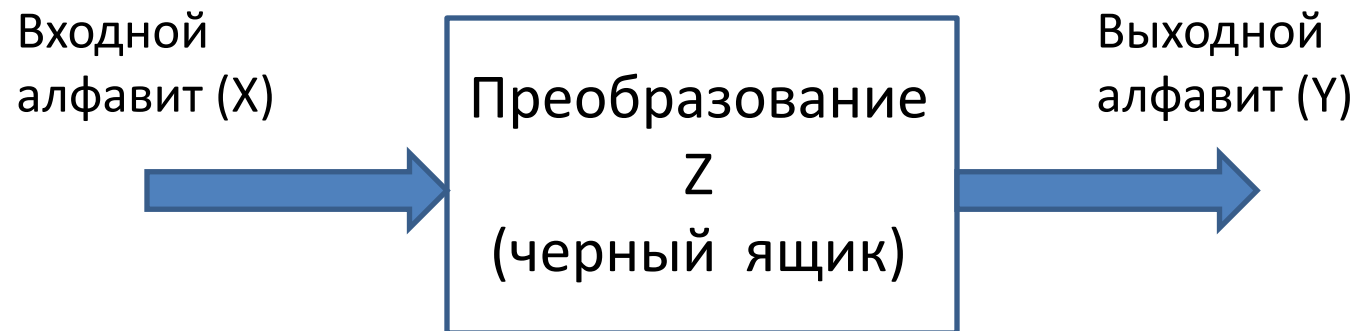 Входной
алфавит (X)
Преобразование
Z
(черный ящик)
Выходной
алфавит (Y)